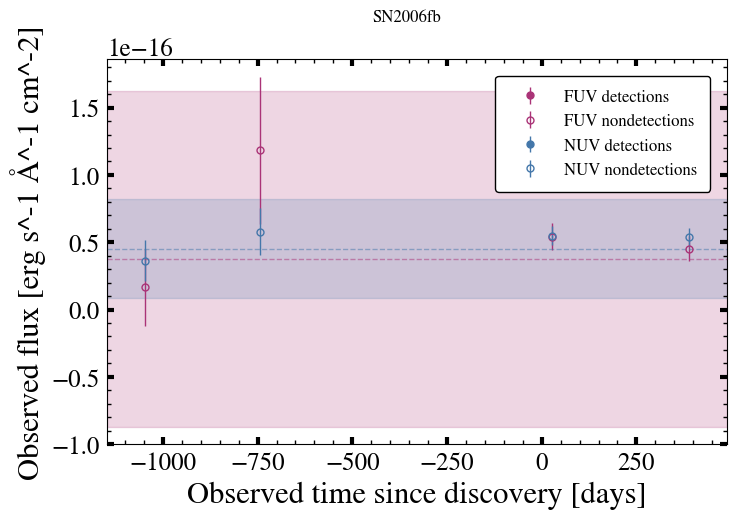 SN2006fb
1e−16
Observed flux [erg s^-1 Å^-1 cm^-2]
1.5
1.0
0.5
0.0
−0.5
−1.0
FUV detections
FUV nondetections
NUV detections
NUV nondetections
−1000 −750 −500 −250 0 250
Observed time since discovery [days]